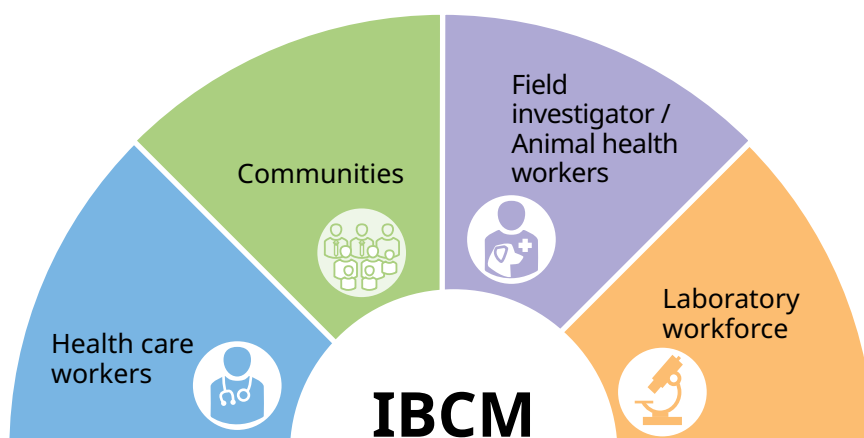 Health care
workers
Communities
Field
investigator /
Animal health
workers
Laboratory
workforce
IBCM